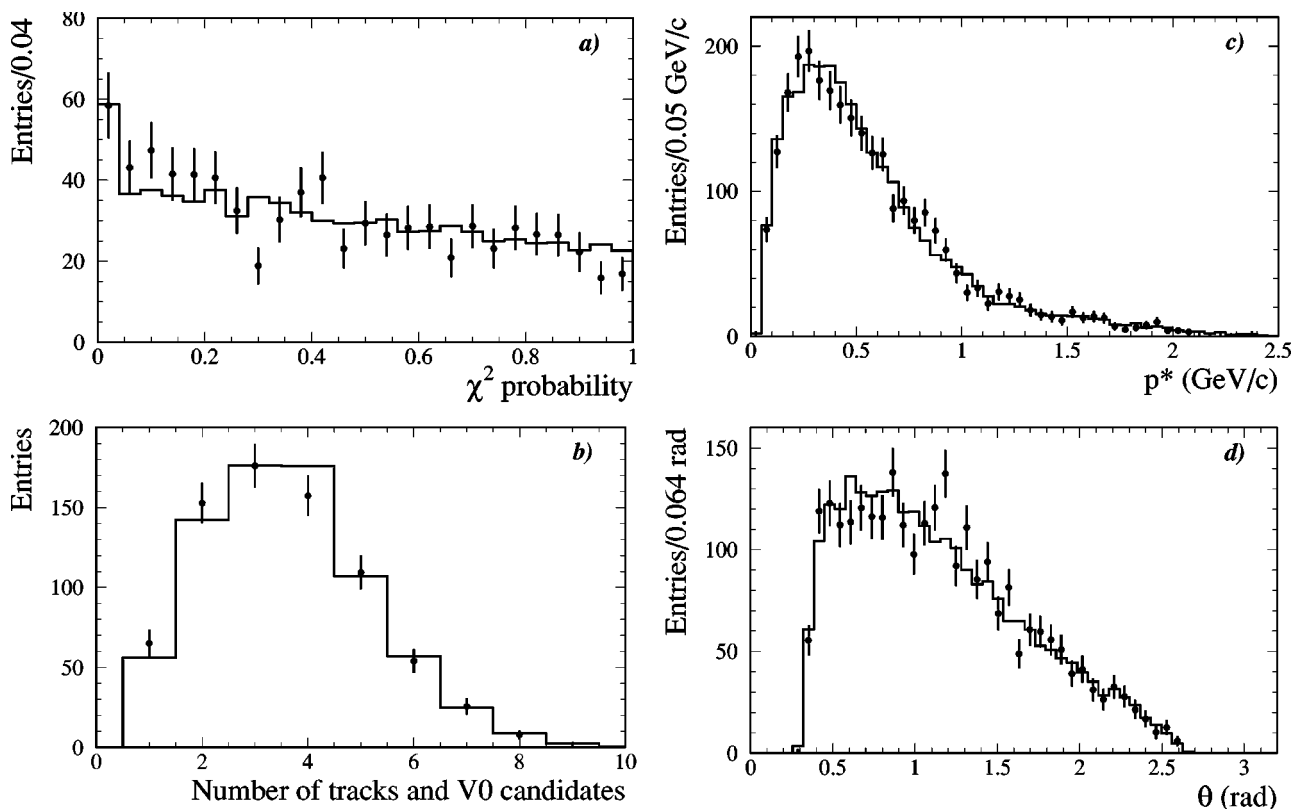 80
60
40
20
0
Entries/0.04
a)
0 0.2 0.4 0.6 0.8 1
χ² probability
200
150
100
50
0
Entries
b)
0 2 4 6 8 10
Number of tracks and V0 candidates
200
100
0
Entries/0.05 GeV/c
c)
0 0.5 1 1.5 2 2.5
p* (GeV/c)
150
100
50
0
Entries/0.064 rad
d)
0 0.5 1 1.5 2 2.5 3
θ (rad)